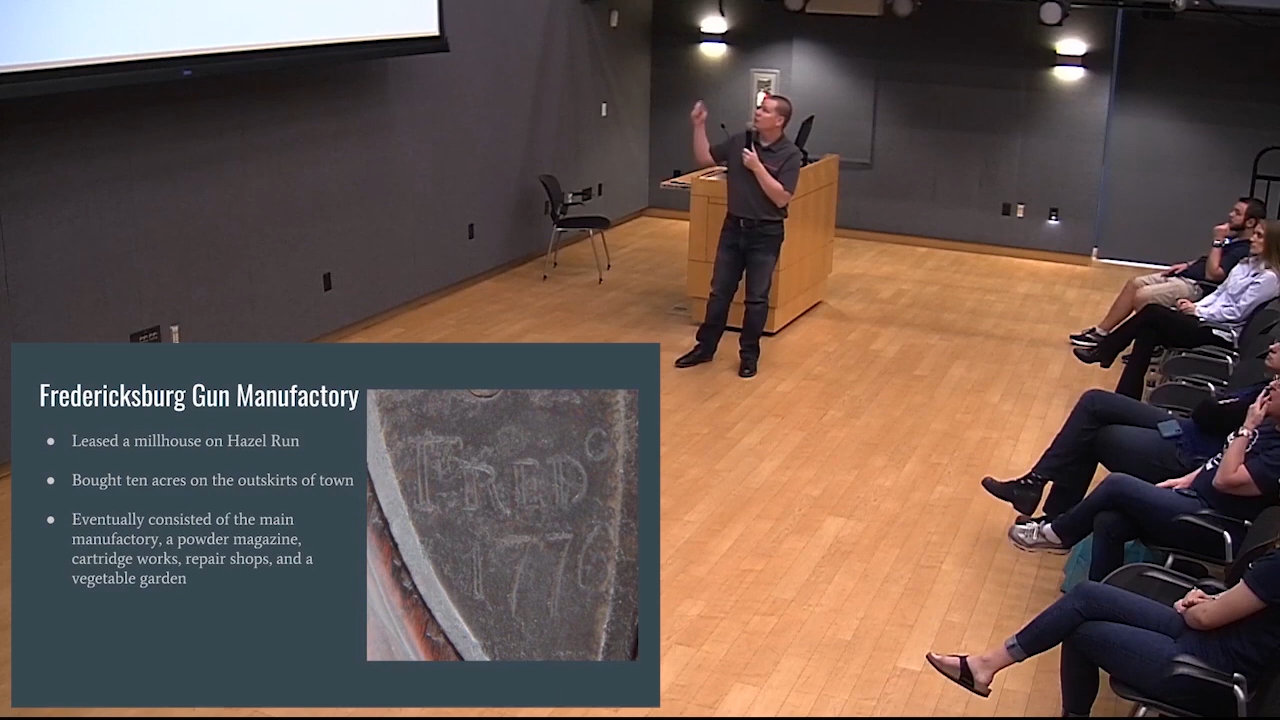 Fredericksburg Gun Manufactory
● Leased a millhouse on Hazel Run
● Bought ten acres on the outskirts of town
● Eventually consisted of the main
manufactory, a powder magazine,
cartridge works, repair shops, and a
vegetable garden
FREDG
1776